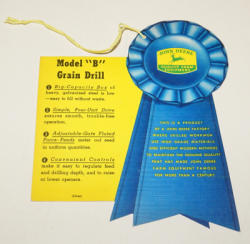 Model "B"
Grain Drill
1 Big-Capacity Box of
heavy, galvanized steel is low
—easy to fill without waste.
2 Simple, Four-Unit Drive
assures smooth, trouble-free
operation.
3 Adjustable-Gate Fluted
Force-Feeds meter out seed
in uniform quantities.
4 Convenient Controls
make it easy to regulate feed
and drilling depth, and to raise
or lower openers.
JOHN DEERE
QUALITY FARM
EQUIPMENT
THIS IS A PRODUCT
OF A JOHN DEERE FACTORY
WHERE SKILLED WORKMEN
USE HIGH GRADE MATERIALS
AND EFFICIENT MODERN METHODS
TO MAINTAIN THE GENUINE QUALITY
THAT HAS MADE JOHN DEERE
FARM EQUIPMENT FAMOUS
FOR MORE THAN A CENTURY.